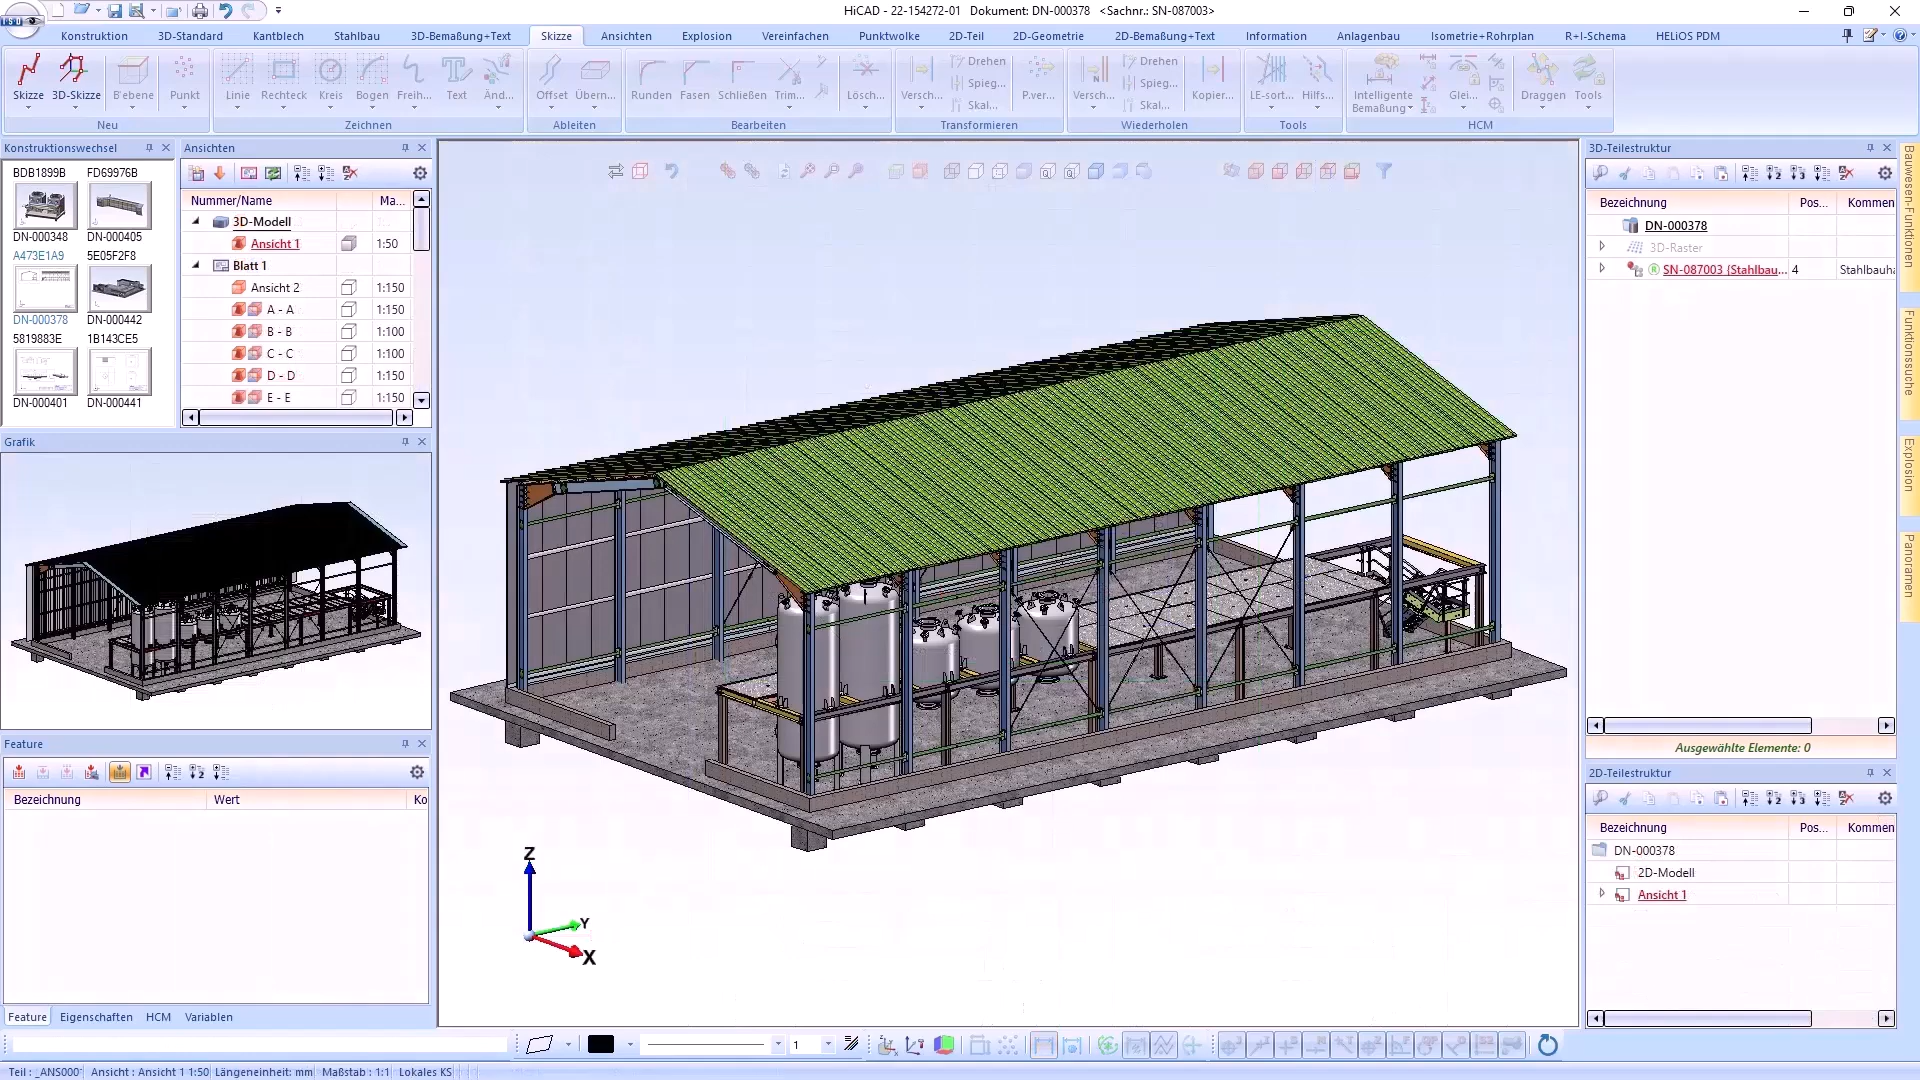 HiCAD - 22-154272-01   Dokument: DN-000378   <Sachnr.: SN-087003>
ISD
Konstruktion 3D-Standard Kantblech Stahlbau 3D-Bemaßung+Text Skizze Ansichten Explosion Vereinfachen Punktwolke 2D-Teil 2D-Geometrie 2D-Bemaßung+Text Information Anlagenbau Isometrie+Rohrplan R+I-Schema HELiOS PDM
Skizze 3D-Skizze B'ebene Punkt Linie Rechteck Kreis Bogen Freih... Text Änd... Offset Übern... Runden Fasen Schließen Trim... Lösch... Versch... Drehen Spieg... Skal... P.ver... Versch... Drehen Spieg... Skal... Kopier... LE-sort... Hilfs... Intelligente Bemaßung Glei... Draggen Tools
Neu Zeichnen Ableiten Bearbeiten Transformieren Wiederholen Tools HCM
Konstruktionswechsel
BDB1899B FD69976B
DN-000348 DN-000405
A473E1A9 5E05F2F8
DN-000378 DN-000442
5819883E 1B143CE5
DN-000401 DN-000441
Ansichten
Nummer/Name Ma...
3D-Modell
Ansicht 1 1:50
Blatt 1
Ansicht 2 1:150
A - A 1:150
B - B 1:100
C - C 1:100
D - D 1:150
E - E 1:150
Grafik
Feature
Bezeichnung Wert Ko
Feature Eigenschaften HCM Variablen
Z
Y
X
3D-Teilestruktur
Bezeichnung Pos... Kommen
DN-000378
3D-Raster
SN-087003 {Stahlbau... 4 Stahlbauha
Ausgewählte Elemente: 0
2D-Teilestruktur
Bezeichnung Pos... Kommen
DN-000378
2D-Modell
Ansicht 1
Bauwesen-Funktionen
Funktionssuche
Explosion
Panoramen
1
Teil : _ANS000 Ansicht : Ansicht 1 1:50 Längeneinheit: mm Maßstab : 1:1 Lokales KS